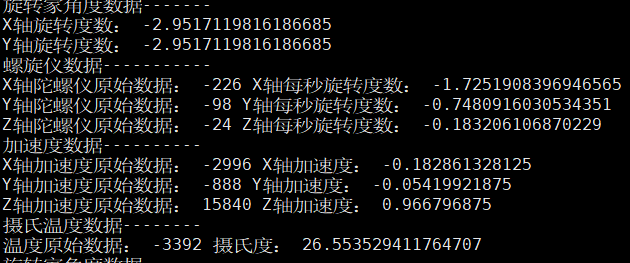 旋转家角度数据-------
X轴旋转度数： -2.9517119816186685
Y轴旋转度数： -2.9517119816186685
螺旋仪数据-----------
X轴陀螺仪原始数据： -226 X轴每秒旋转度数： -1.7251908396946565
Y轴陀螺仪原始数据： -98 Y轴每秒旋转度数： -0.7480916030534351
Z轴陀螺仪原始数据： -24 Z轴每秒旋转度数： -0.183206106870229
加速度数据----------
X轴加速度原始数据： -2996 X轴加速度： -0.182861328125
Y轴加速度原始数据： -888 Y轴加速度： -0.05419921875
Z轴加速度原始数据： 15840 Z轴加速度： 0.966796875
摄氏温度数据--------
温度原始数据： -3392 摄氏度： 26.553529411764707